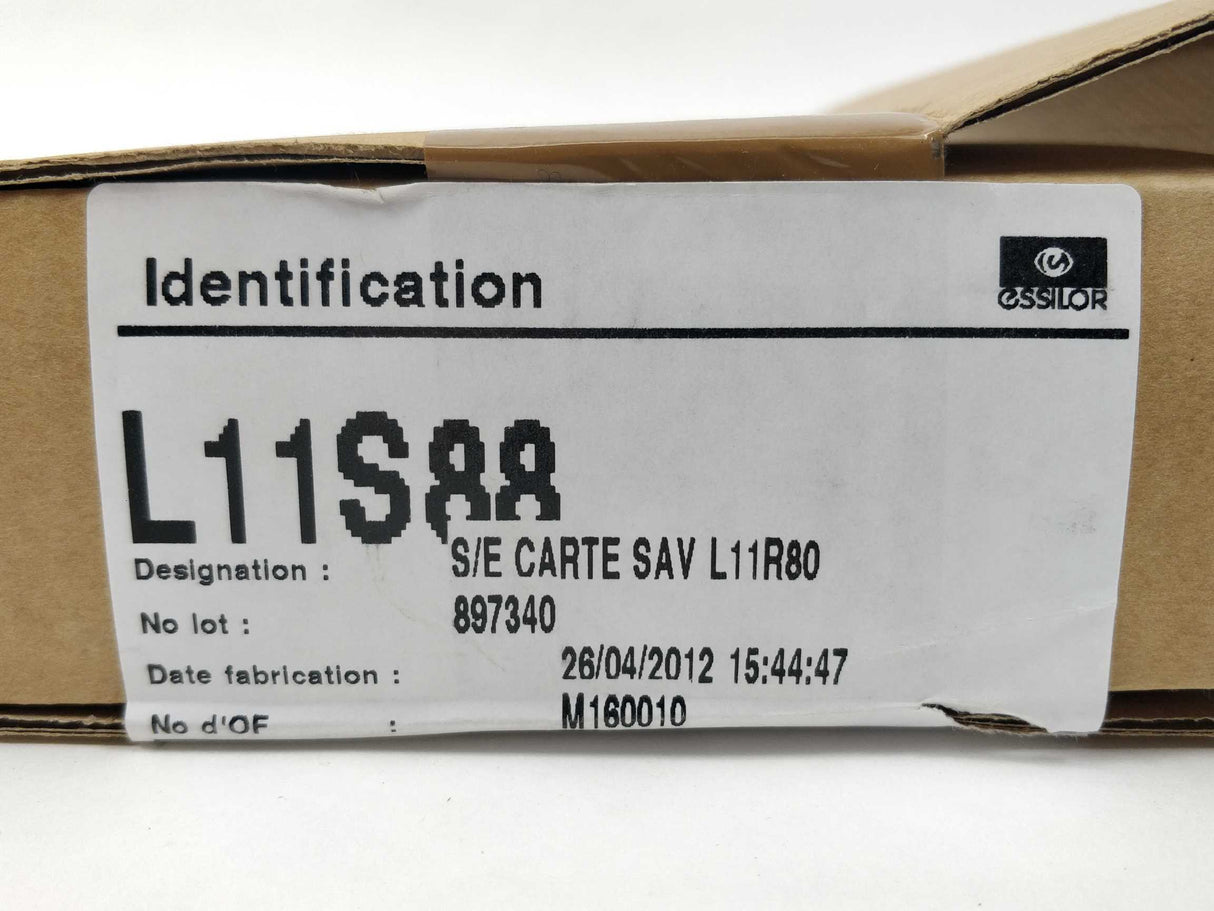 Identification
essilor
L11S88
Designation : S/E CARTE SAV L11R80
No lot : 897340
Date fabrication : 26/04/2012 15:44:47
No d'OF : M160010